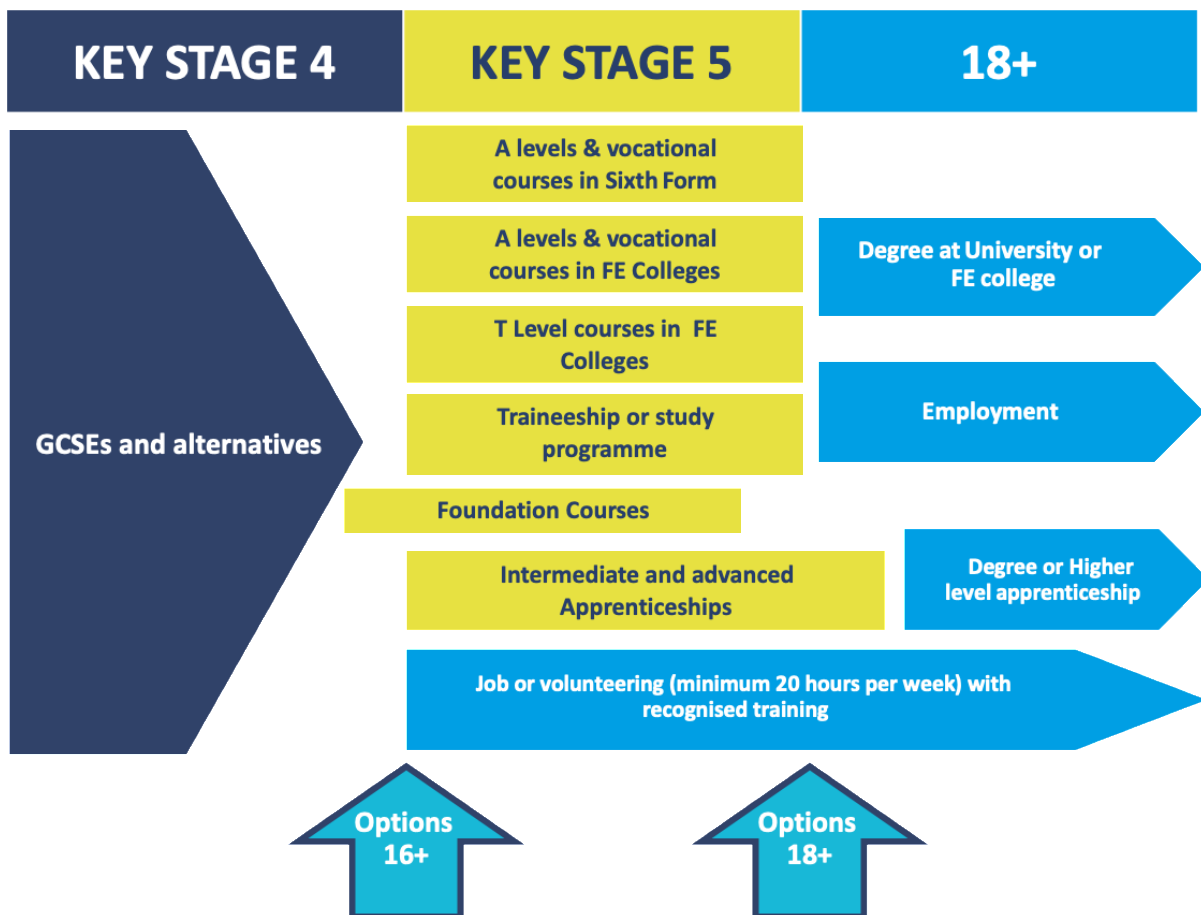 KEY STAGE 4
KEY STAGE 5
18+
GCSEs and alternatives
A levels & vocational
courses in Sixth Form
A levels & vocational
courses in FE Colleges
T Level courses in FE
Colleges
Traineeship or study
programme
Foundation Courses
Intermediate and advanced
Apprenticeships
Degree at University or
FE college
Employment
Degree or Higher
level apprenticeship
Job or volunteering (minimum 20 hours per week) with
recognised training
Options
16+
Options
18+